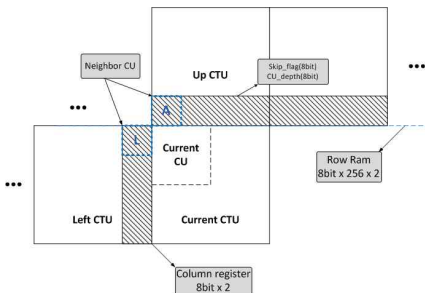 Neighbor CU
Up CTU
Skip_flag(8bit)
CU_depth(8bit)
•••
•••
A
L
Current
CU
Row Ram
8bit x 256 x 2
•••
Left CTU
Current CTU
Column register
8bit x 2